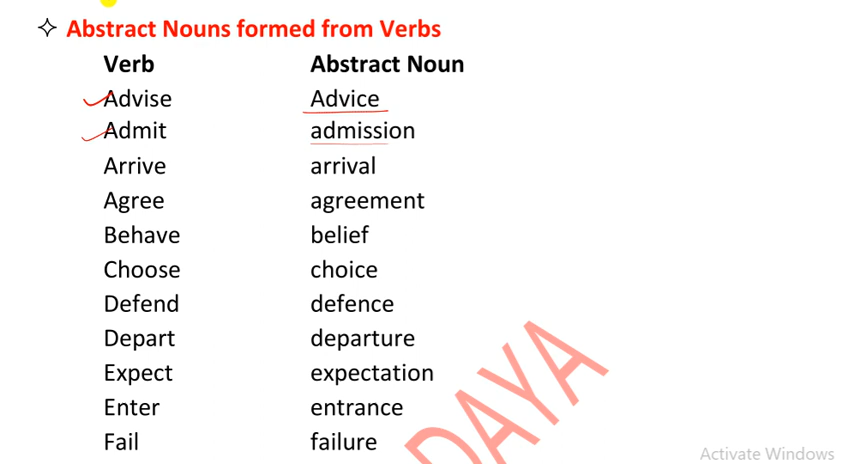 Abstract Nouns formed from Verbs
Verb Abstract Noun
Advise Advice
Admit admission
Arrive arrival
Agree agreement
Behave belief
Choose choice
Defend defence
Depart departure
Expect expectation
Enter entrance
Fail failure
DAYA
Activate Windows